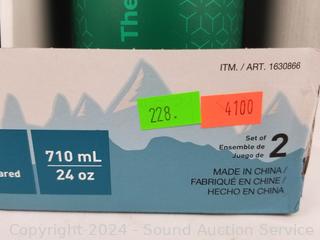 The
ITM. / ART. 1630866
228.
4100
710 mL
24 oz
ared
Set of
Ensemble de
Juego de
2
MADE IN CHINA /
FABRIQUÉ EN CHINE /
HECHO EN CHINA
Copyright © 2024 - Sound Auction Service